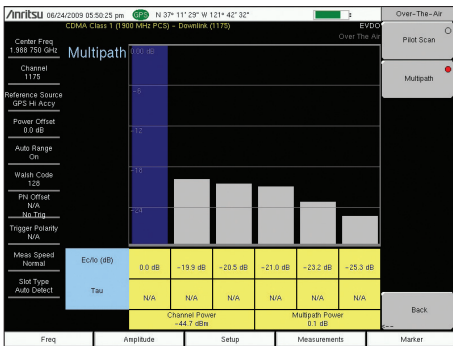 Anritsu 06/24/2009 05:50:25 pm GPS N 37° 11' 29" W 121° 42' 32"
Over-The-Air
CDMA Class 1 (1900 MHz PCS) - Downlink (1175) EVDO
Over The Air
Center Freq
1.988 750 GHz
Channel
1175
Reference Source
GPS Hi Accy
Power Offset
0.0 dB
Auto Range
On
Walsh Code
128
PN Offset
N/A
No Trig
Trigger Polarity
N/A
Meas Speed
Normal
Slot Type
Auto Detect
Multipath
0.00 dB
-6
-12
-18
-24
Ec/Io (dB) 0.0 dB -19.9 dB -20.5 dB -21.0 dB -23.2 dB -25.3 dB
Tau N/A N/A N/A N/A N/A N/A
Channel Power Multipath Power
-44.7 dBm 0.1 dB
Pilot Scan
Multipath
Back
<--
Freq Amplitude Setup Measurements Marker